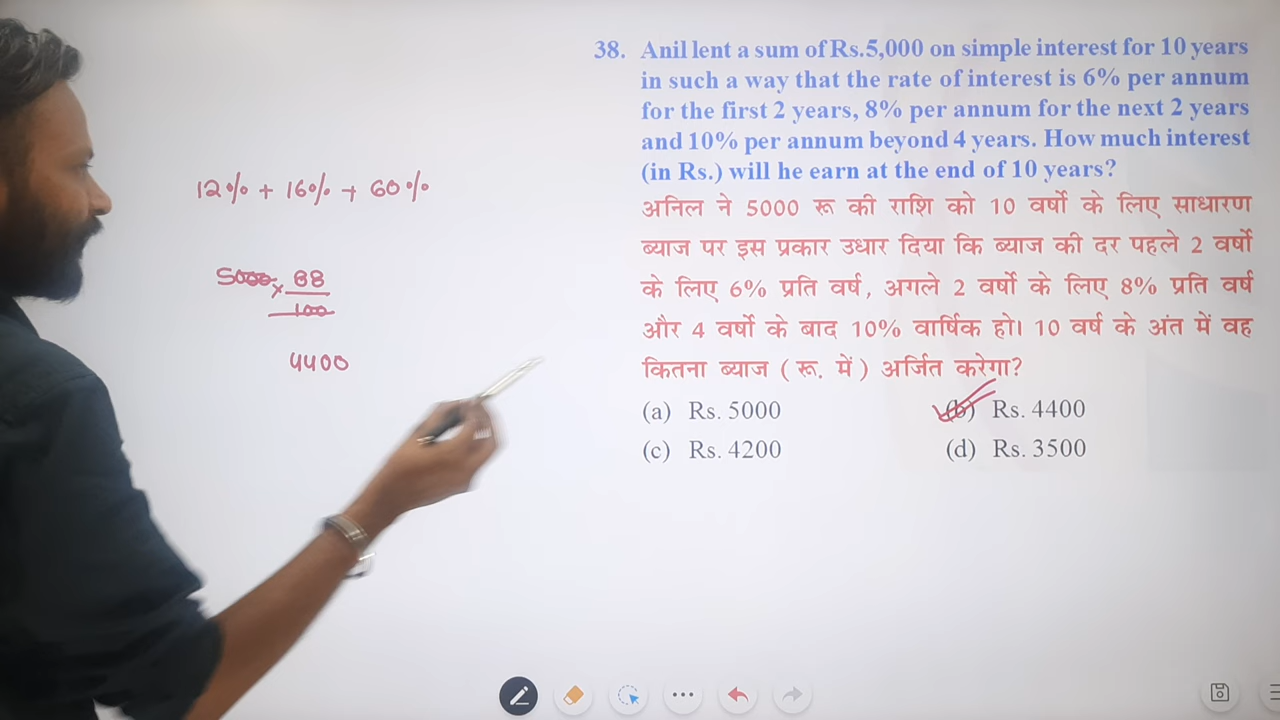 38. Anil lent a sum of Rs.5,000 on simple interest for 10 years
in such a way that the rate of interest is 6% per annum
for the first 2 years, 8% per annum for the next 2 years
and 10% per annum beyond 4 years. How much interest
(in Rs.) will he earn at the end of 10 years?
अनिल ने 5000 रू की राशि को 10 वर्षो के लिए साधारण
ब्याज पर इस प्रकार उधार दिया कि ब्याज की दर पहले 2 वर्षो
के लिए 6% प्रति वर्ष, अगले 2 वर्षो के लिए 8% प्रति वर्ष
और 4 वर्षो के बाद 10% वार्षिक हो। 10 वर्ष के अंत में वह
कितना ब्याज ( रू. में ) अर्जित करेगा?
(a) Rs. 5000 (b) Rs. 4400
(c) Rs. 4200 (d) Rs. 3500
12% + 16% + 60%
5000 × 88
100
4400